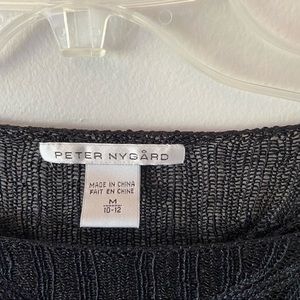 PETER NYGÅRD
MADE IN CHINA
FAIT EN CHINE
M
10-12